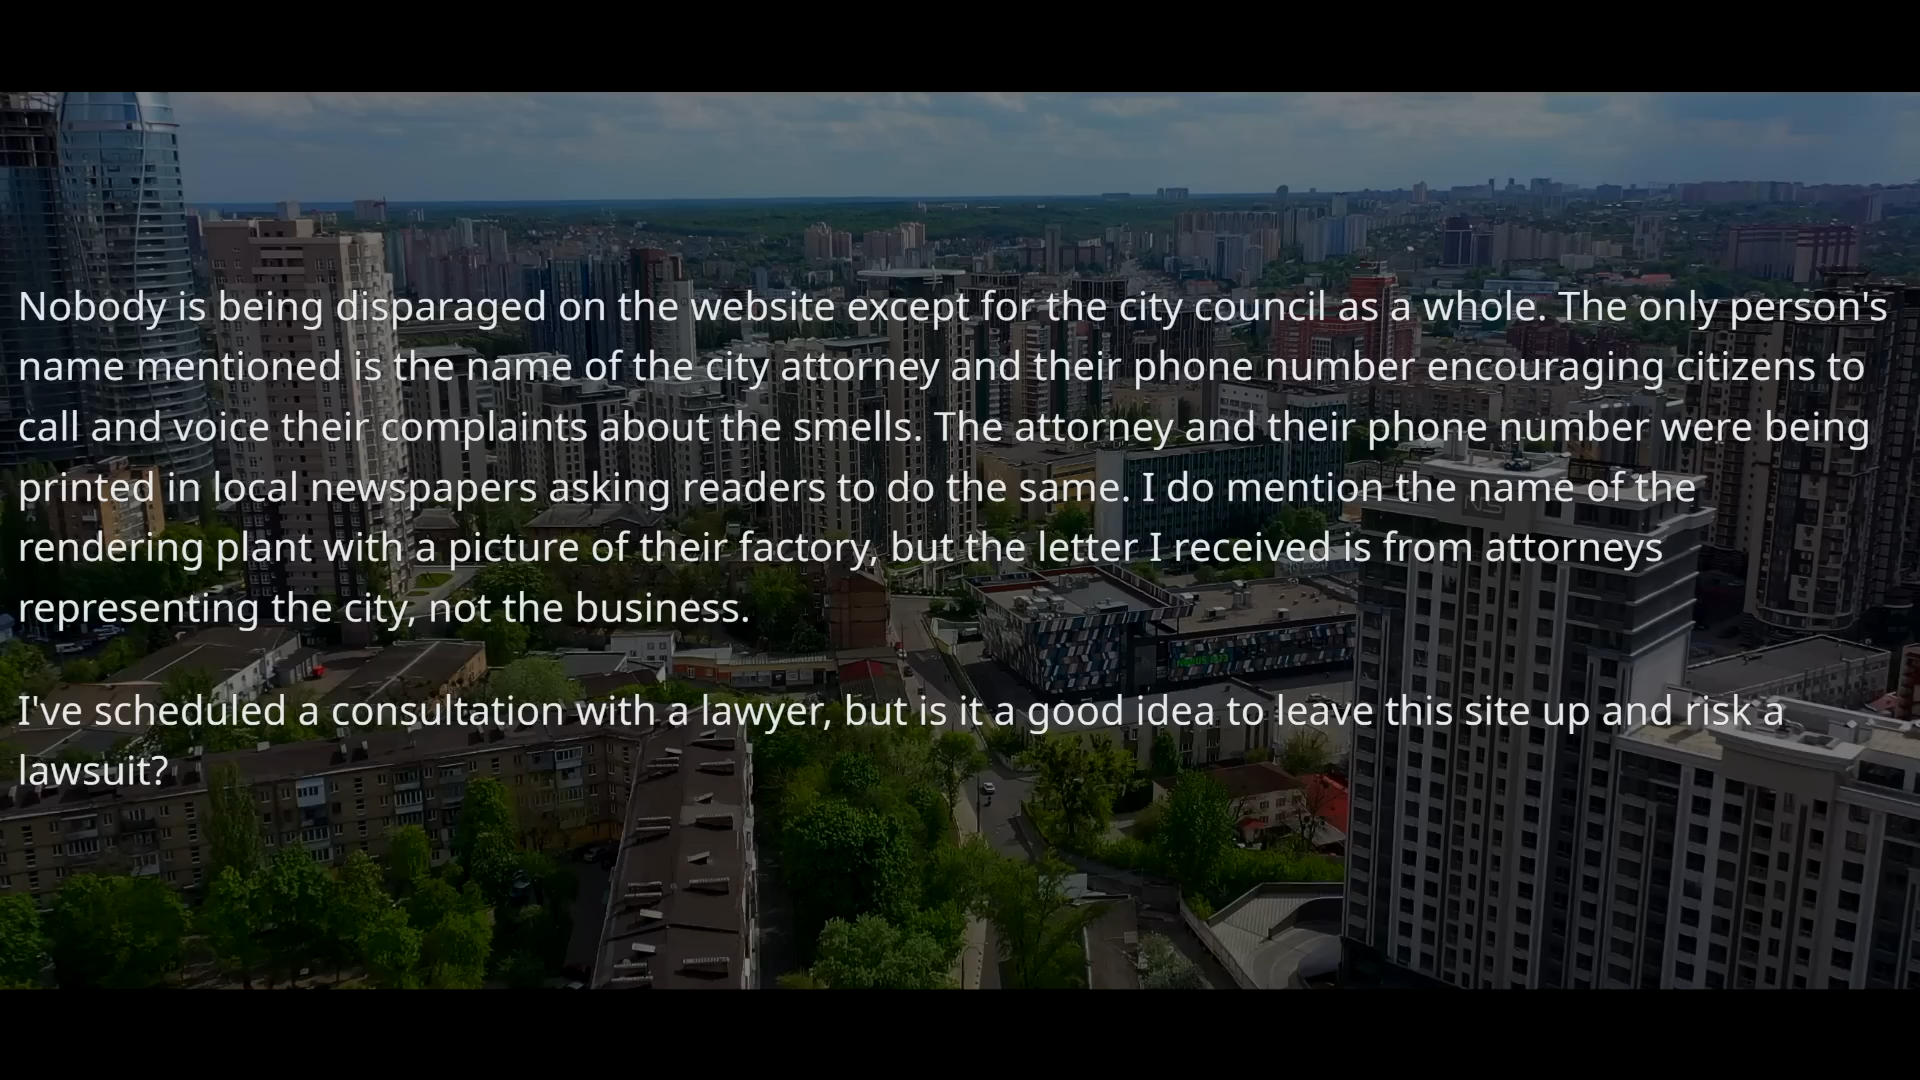 Nobody is being disparaged on the website except for the city council as a whole. The only person's
name mentioned is the name of the city attorney and their phone number encouraging citizens to
call and voice their complaints about the smells. The attorney and their phone number were being
printed in local newspapers asking readers to do the same. I do mention the name of the
rendering plant with a picture of their factory, but the letter I received is from attorneys
representing the city, not the business.
I've scheduled a consultation with a lawyer, but is it a good idea to leave this site up and risk a
lawsuit?